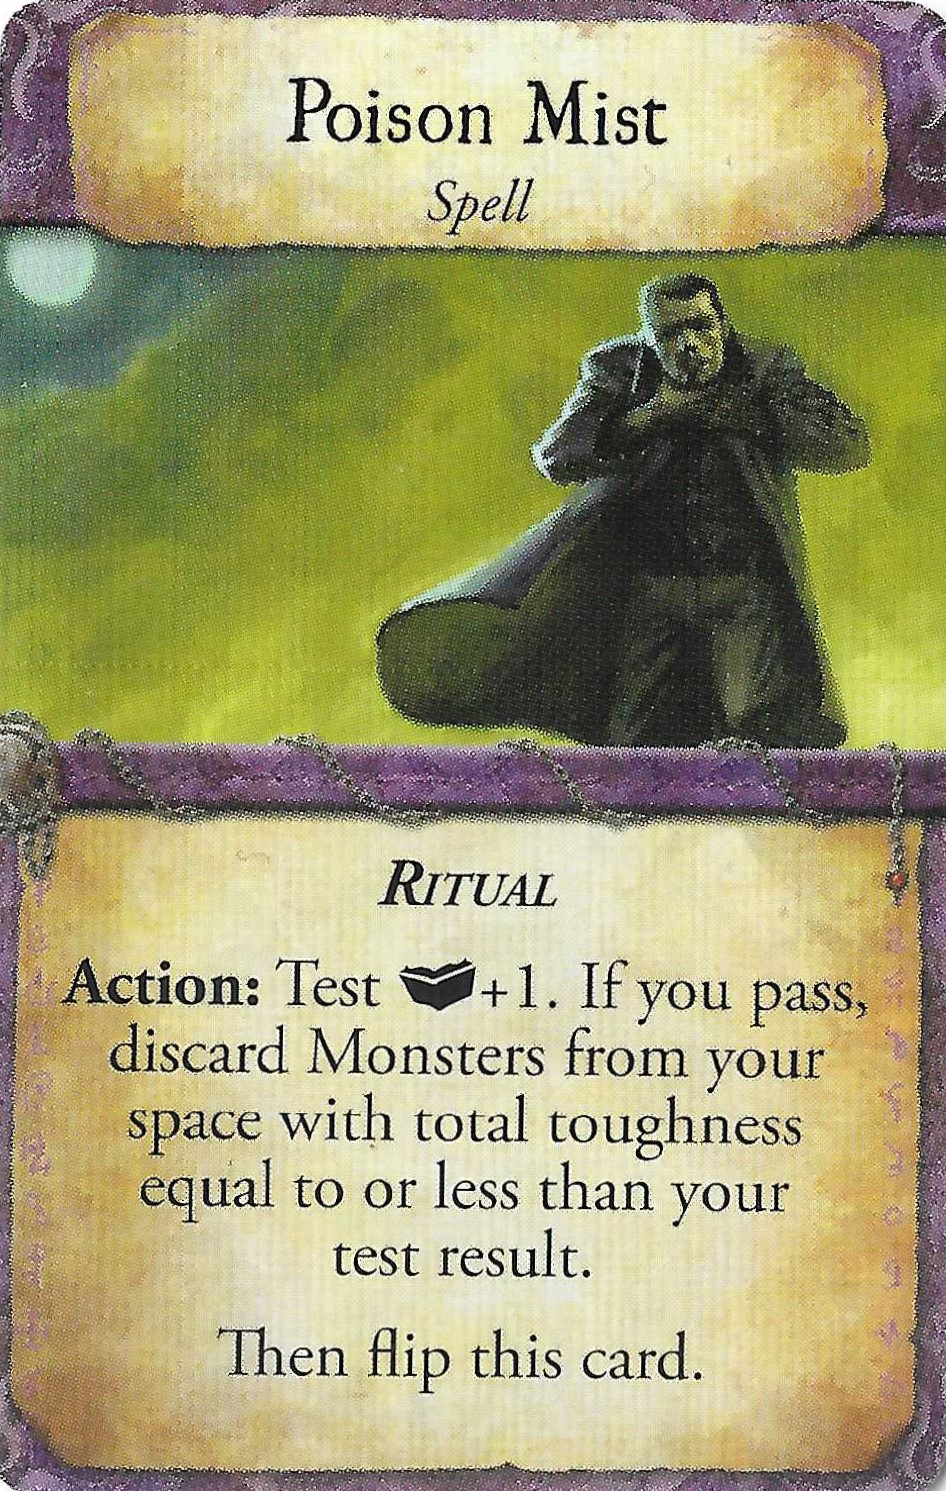 Poison Mist
Spell
RITUAL
Action: Test +1. If you pass,
discard Monsters from your
space with total toughness
equal to or less than your
test result.
Then flip this card.